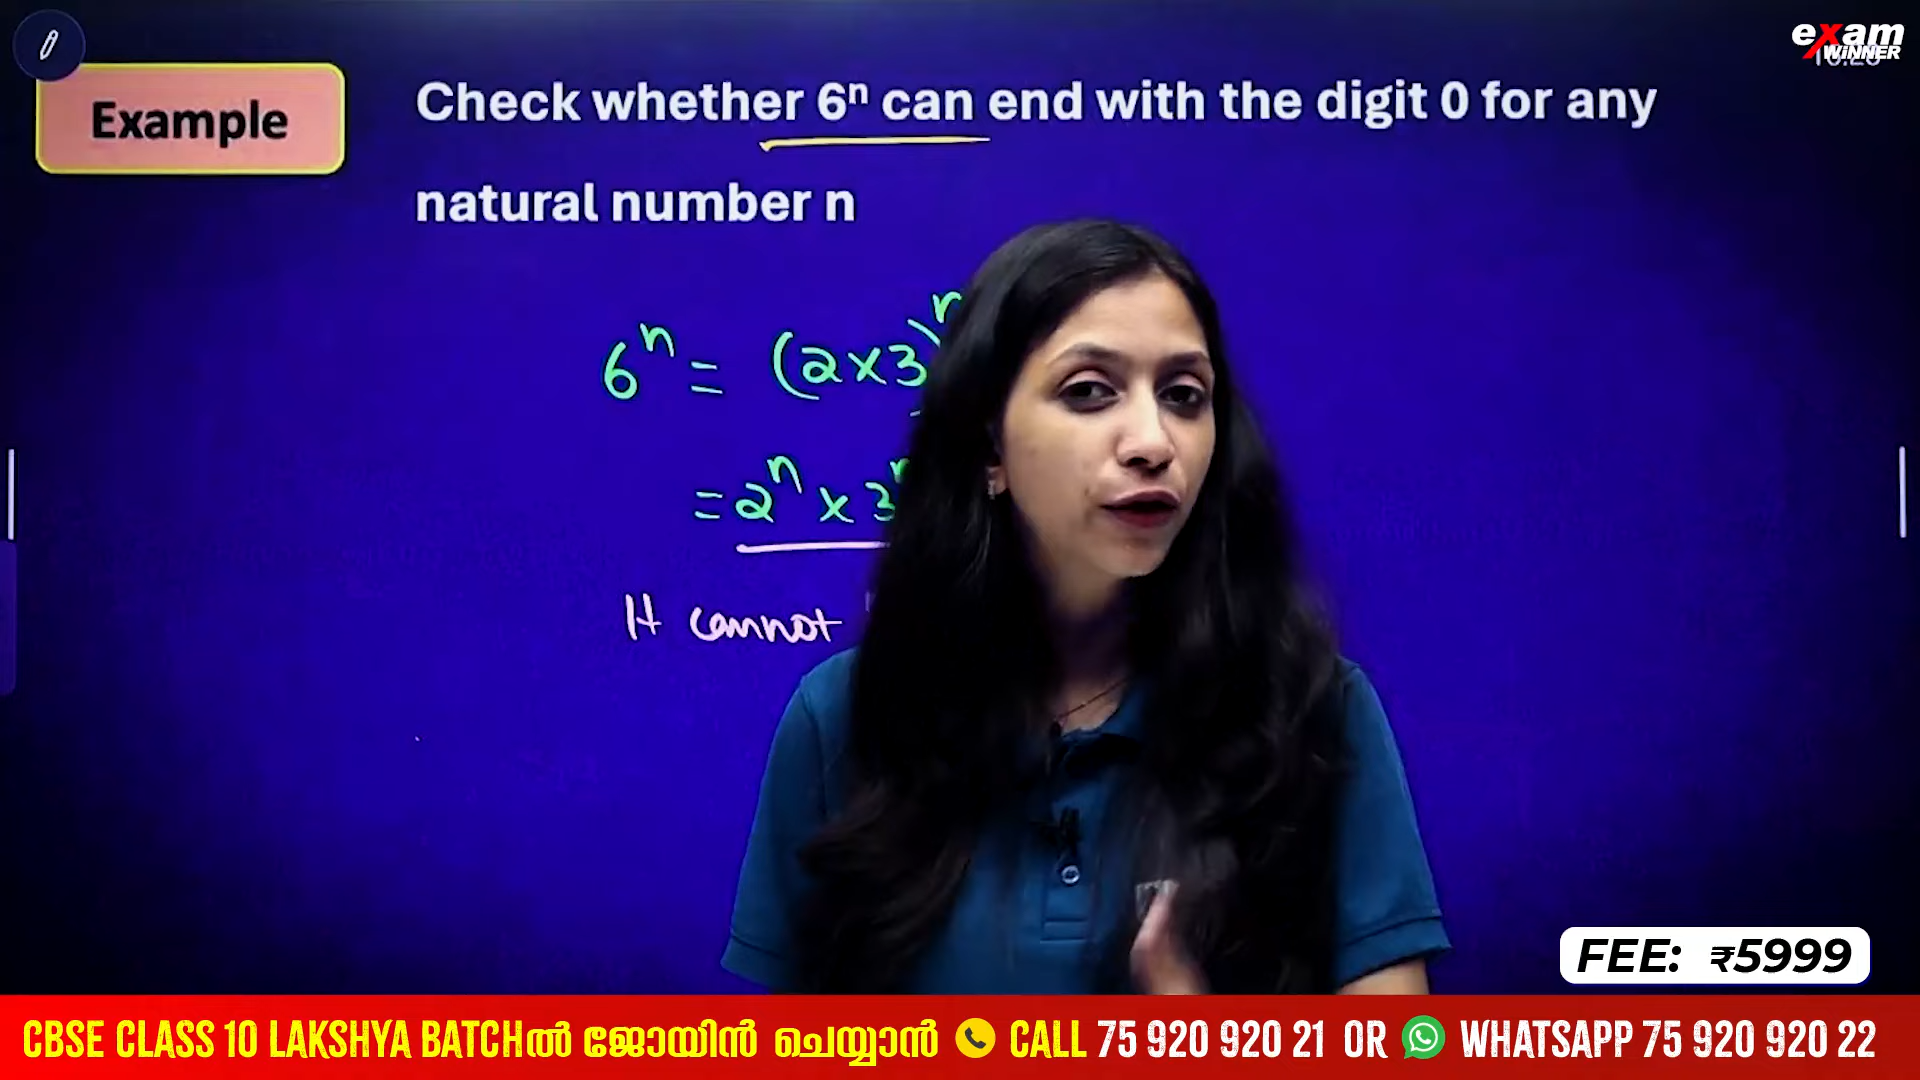 exam
WINNER
Example
Check whether 6ⁿ can end with the digit 0 for any
natural number n
6ⁿ = (2×3)ⁿ
= 2ⁿ × 3ⁿ
It cannot
FEE: ₹5999
CBSE CLASS 10 LAKSHYA BATCHൽ ജോയിൻ ചെയ്യാൻ CALL 75 920 920 21 OR WHATSAPP 75 920 920 22